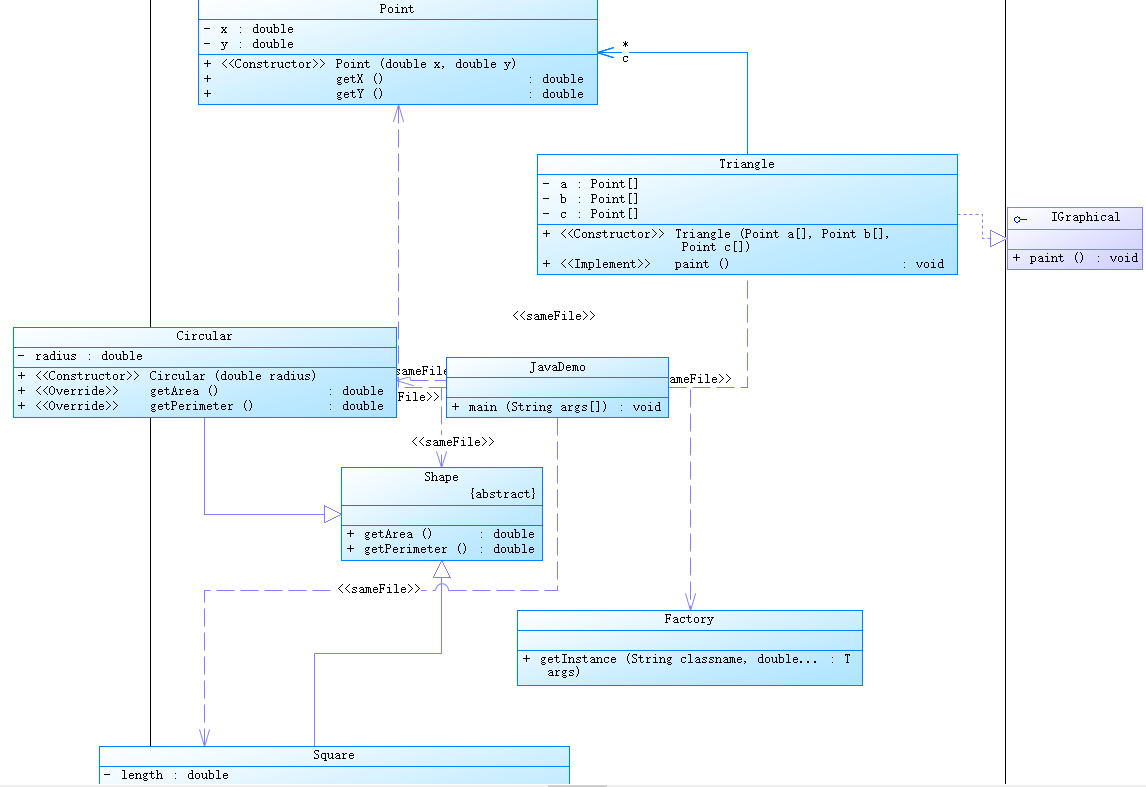 Point
- x : double
- y : double
+ <<Constructor>> Point (double x, double y)
+ getX () : double
+ getY () : double
*
c
Triangle
- a : Point[]
- b : Point[]
- c : Point[]
+ <<Constructor>> Triangle (Point a[], Point b[],
Point c[])
+ <<Implement>> paint () : void
IGraphical
+ paint () : void
<<sameFile>>
Circular
- radius : double
+ <<Constructor>> Circular (double radius)
+ <<Override>> getArea () : double
+ <<Override>> getPerimeter () : double
sameFile
File>>
JavaDemo
+ main (String args[]) : void
ameFile>>
<<sameFile>>
Shape
{abstract}
+ getArea () : double
+ getPerimeter () : double
<<sameFile>>
Factory
+ getInstance (String classname, double... : T
args)
Square
- length : double